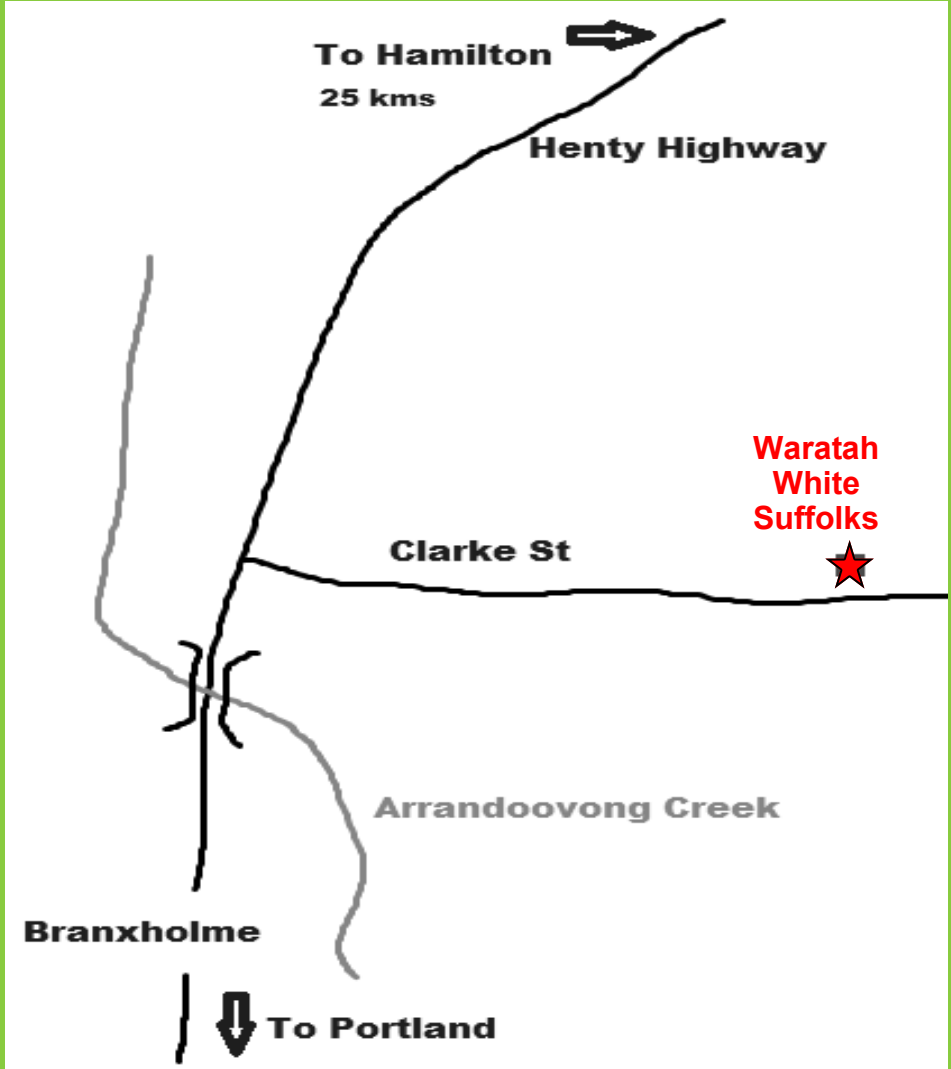 To Hamilton
25 kms
Henty Highway
Waratah
White
Suffolks
Clarke St
Arrandoovong Creek
Branxholme
To Portland